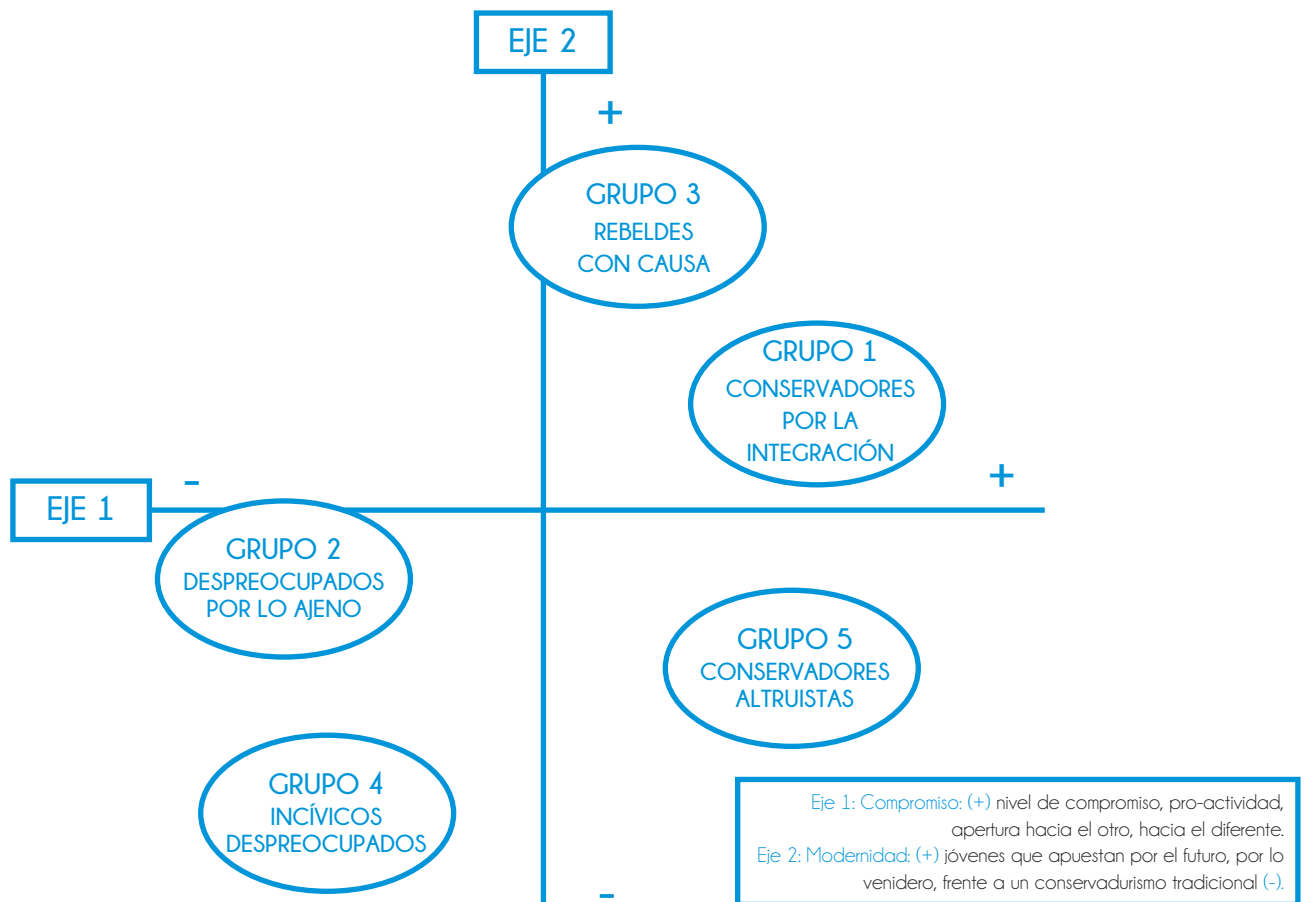 EJE 2
+
GRUPO 3
REBELDES
CON CAUSA
GRUPO 1
CONSERVADORES
POR LA
INTEGRACIÓN
-
+
EJE 1
GRUPO 2
DESPREOCUPADOS
POR LO AJENO
GRUPO 5
CONSERVADORES
ALTRUISTAS
GRUPO 4
INCÍVICOS
DESPREOCUPADOS
-
Eje 1: Compromiso: (+) nivel de compromiso, pro-actividad,
apertura hacia el otro, hacia el diferente.
Eje 2: Modernidad: (+) jóvenes que apuestan por el futuro, por lo
venidero, frente a un conservadurismo tradicional (-).